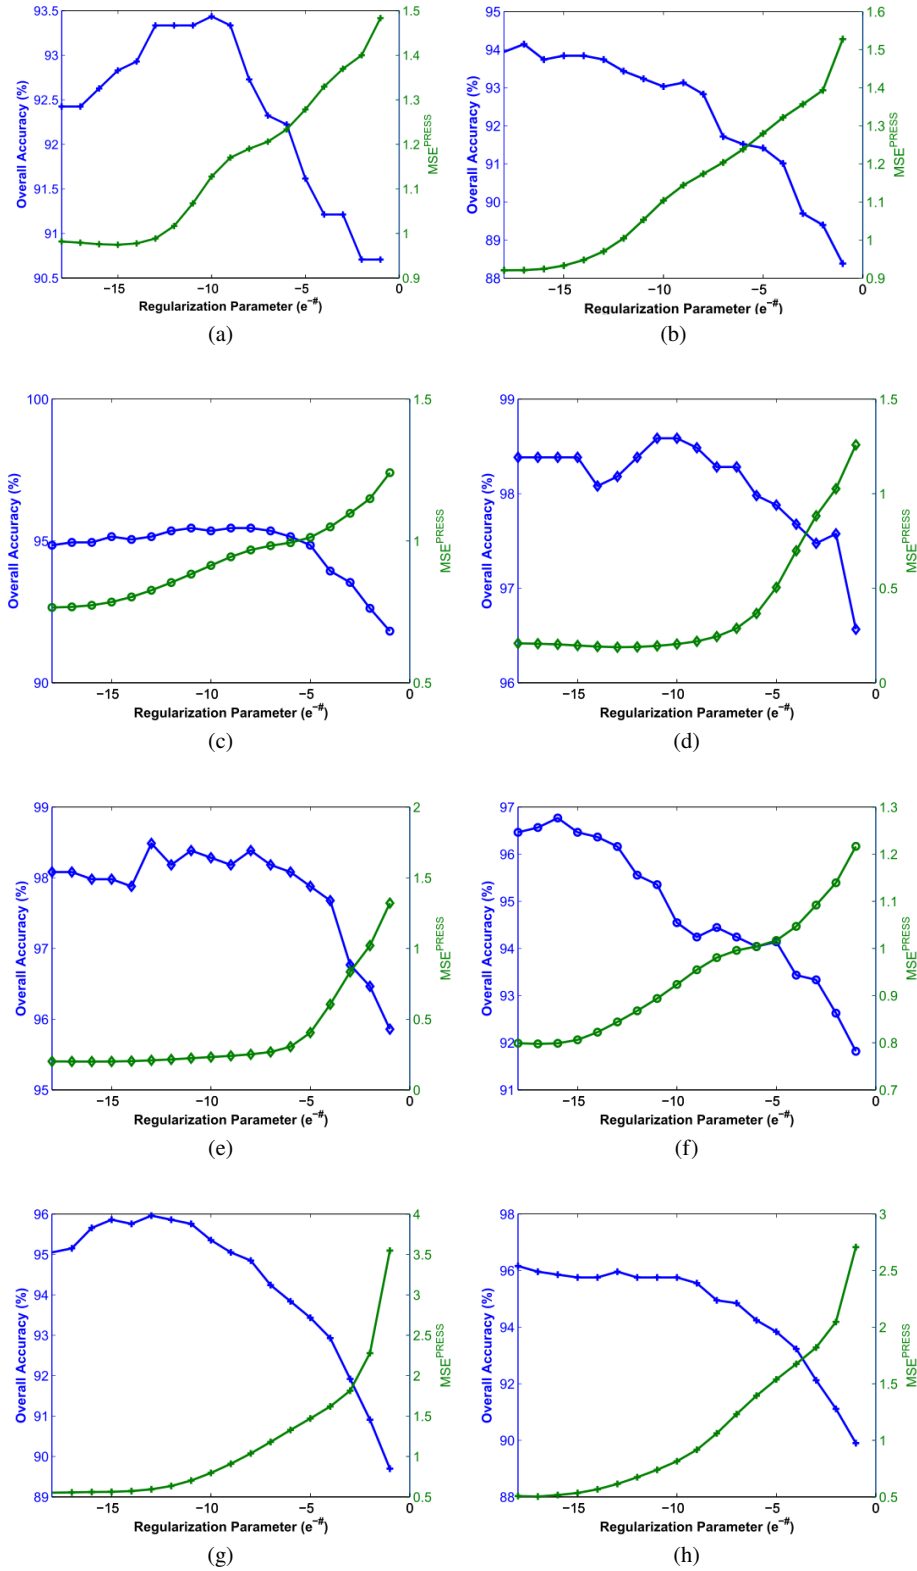 93.5
93
92.5
92
91.5
91
90.5
Overall Accuracy (%)
1.5
1.4
1.3
1.2
1.1
1
0.9
MSE^PRESS
−15 −10 −5 0
Regularization Parameter (e^−#)
(a)
95
94
93
92
91
90
89
88
Overall Accuracy (%)
1.6
1.5
1.4
1.3
1.2
1.1
1
0.9
MSE^PRESS
−15 −10 −5 0
Regularization Parameter (e^−#)
(b)
100
95
90
Overall Accuracy (%)
1.5
1
0.5
MSE^PRESS
−15 −10 −5 0
Regularization Parameter (e^−#)
(c)
99
98
97
96
Overall Accuracy (%)
1.5
1
0.5
0
MSE^PRESS
−15 −10 −5 0
Regularization Parameter (e^−#)
(d)
99
98
97
96
95
Overall Accuracy (%)
2
1.5
1
0.5
0
MSE^PRESS
−15 −10 −5 0
Regularization Parameter (e^−#)
(e)
97
96
95
94
93
92
91
Overall Accuracy (%)
1.3
1.2
1.1
1
0.9
0.8
0.7
MSE^PRESS
−15 −10 −5 0
Regularization Parameter (e^−#)
(f)
96
95
94
93
92
91
90
89
Overall Accuracy (%)
4
3.5
3
2.5
2
1.5
1
0.5
MSE^PRESS
−15 −10 −5 0
Regularization Parameter (e^−#)
(g)
98
96
94
92
90
88
Overall Accuracy (%)
3
2.5
2
1.5
1
0.5
MSE^PRESS
−15 −10 −5 0
Regularization Parameter (e^−#)
(h)